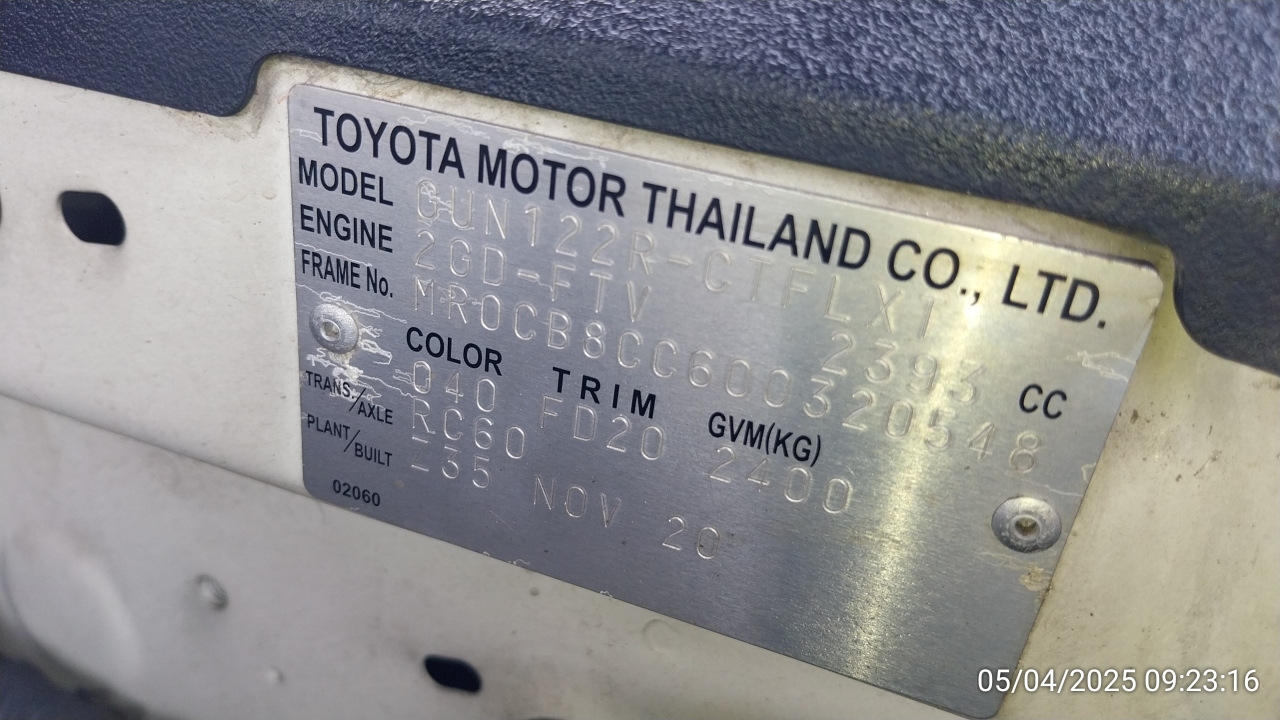 TOYOTA MOTOR THAILAND CO., LTD.
MODEL GUN122R-CTFLXT
ENGINE 2GD-FTV 2393 CC
FRAME No. MR0CB8CC600320548
COLOR TRIM GVM(KG)
040 FD20 2400
TRANS./AXLE RC60
PLANT/BUILT -35 NOV 20
02060
05/04/2025 09:23:16